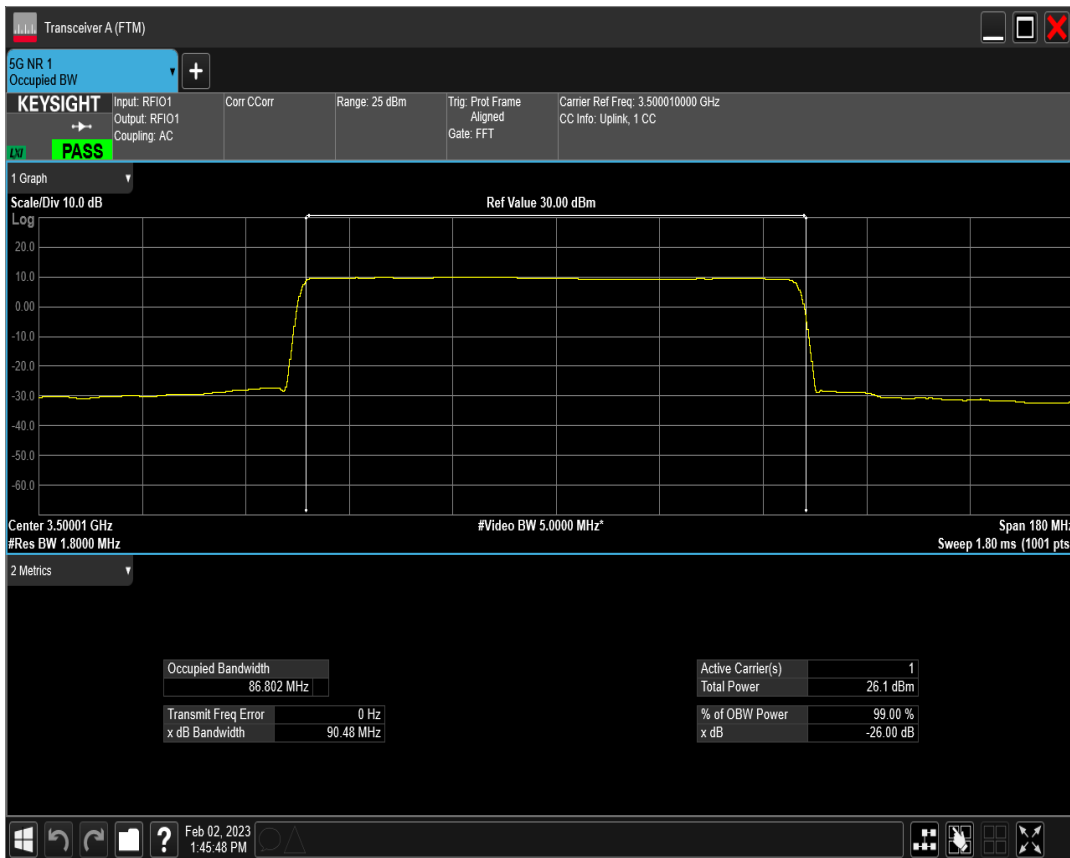 Transceiver A (FTM)
5G NR 1
Occupied BW
+
KEYSIGHT
LXI
PASS
Input: RFIO1
Output: RFIO1
Coupling: AC
Corr CCorr
Range: 25 dBm
Trig: Prot Frame
Aligned
Gate: FFT
Carrier Ref Freq: 3.500010000 GHz
CC Info: Uplink, 1 CC
1 Graph
Scale/Div 10.0 dB
Ref Value 30.00 dBm
Log
20.0
10.0
0.00
-10.0
-20.0
-30.0
-40.0
-50.0
-60.0
Center 3.50001 GHz
#Video BW 5.0000 MHz*
Span 180 MHz
#Res BW 1.8000 MHz
Sweep 1.80 ms (1001 pts
2 Metrics
Occupied Bandwidth
86.802 MHz
Transmit Freq Error 0 Hz
x dB Bandwidth 90.48 MHz
Active Carrier(s) 1
Total Power 26.1 dBm
% of OBW Power 99.00 %
x dB -26.00 dB
?
Feb 02, 2023
1:45:48 PM